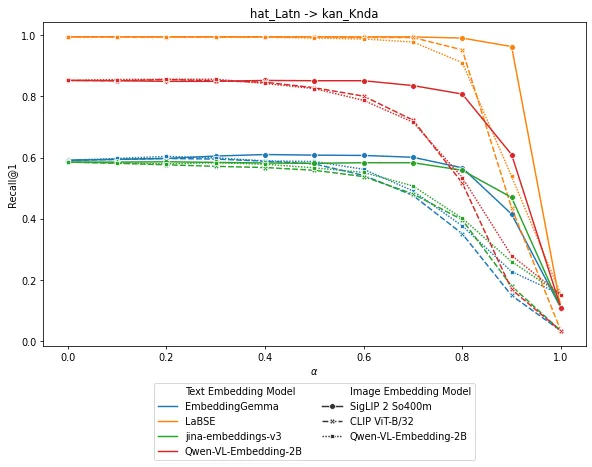 hat_Latn -> kan_Knda
1.0
0.8
0.6
0.4
0.2
0.0
Recall@1
0.0 0.2 0.4 0.6 0.8 1.0
α
Text Embedding Model Image Embedding Model
EmbeddingGemma SigLIP 2 So400m
LaBSE CLIP ViT-B/32
jina-embeddings-v3 Qwen-VL-Embedding-2B
Qwen-VL-Embedding-2B